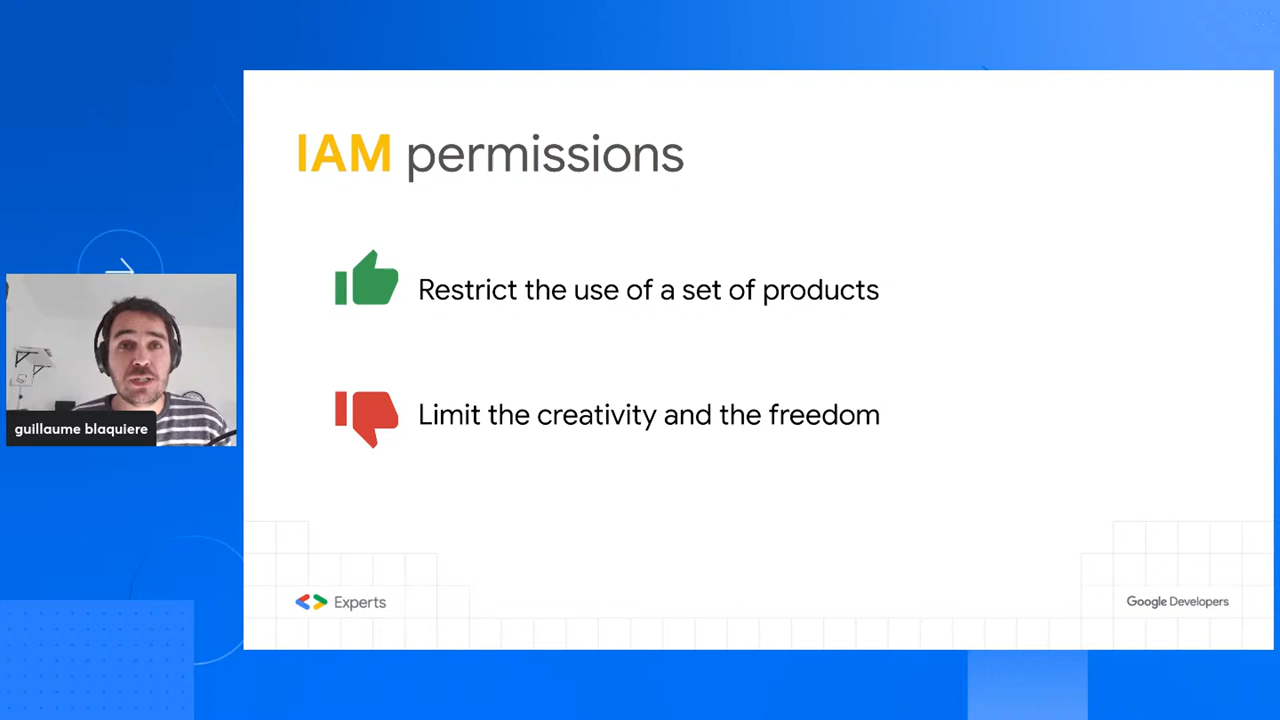 IAM permissions
Restrict the use of a set of products
Limit the creativity and the freedom
guillaume blaquiere
Experts
Google Developers